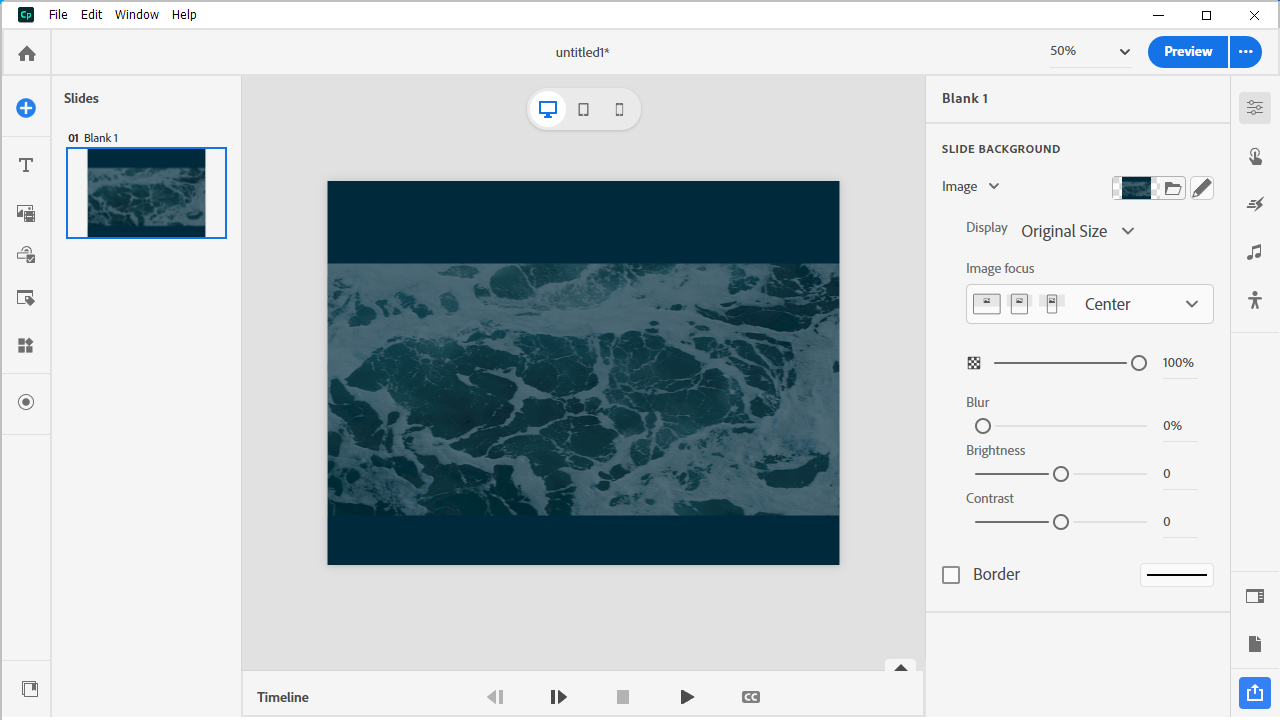 Cp File Edit Window Help
untitled1*
50%
Preview
Slides
01 Blank 1
Blank 1
SLIDE BACKGROUND
Image
Display Original Size
Image focus
Center
100%
Blur
0%
Brightness
0
Contrast
0
Border
Timeline
CC